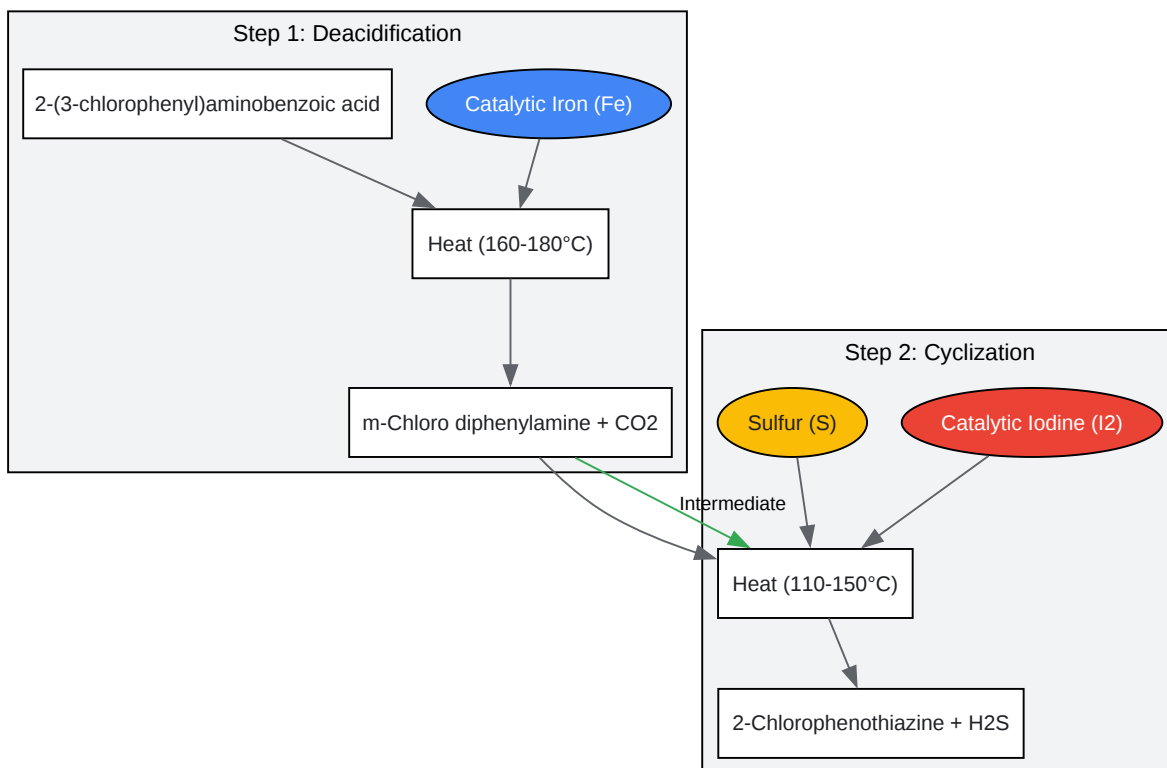 Step 1: Deacidification
2-(3-chlorophenyl)aminobenzoic acid
Catalytic Iron (Fe)
Heat (160-180°C)
m-Chloro diphenylamine + CO2
Intermediate
Step 2: Cyclization
Sulfur (S)
Catalytic Iodine (I2)
Heat (110-150°C)
2-Chlorophenothiazine + H2S